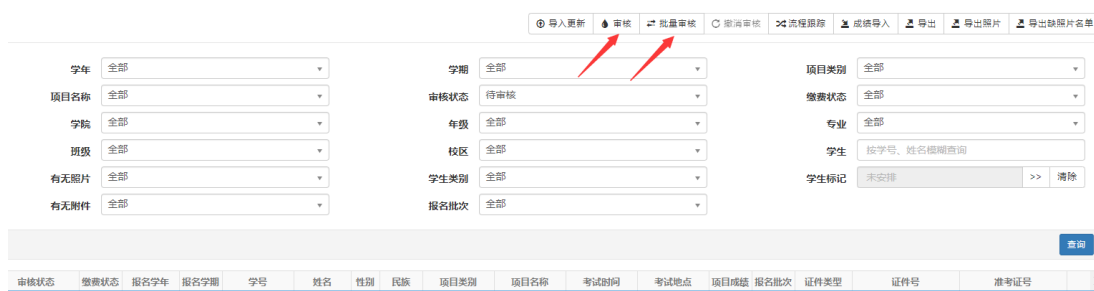 导入更新 审核 批量审核 撤消审核 流程跟踪 成绩导入 导出 导出照片 导出缺照片名单
学年 全部 学期 全部 项目类别 全部
项目名称 全部 审核状态 待审核 缴费状态 全部
学院 全部 年级 全部 专业 全部
班级 全部 校区 全部 学生 按学号、姓名模糊查询
有无照片 全部 学生类别 全部 学生标记 未安排 >> 清除
有无附件 全部 报名批次 全部
查询
审核状态 缴费状态 报名学年 报名学期 学号 姓名 性别 民族 项目类别 项目名称 考试时间 考试地点 项目成绩 报名批次 证件类型 证件号 准考证号